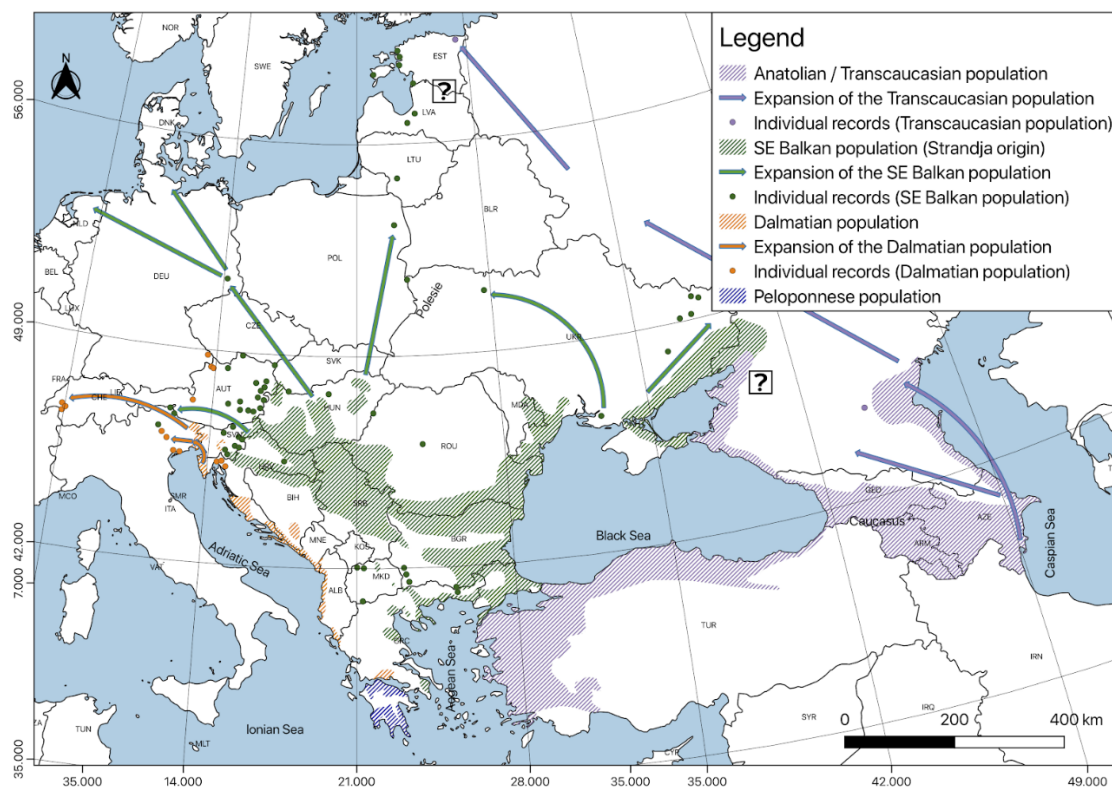 NOR
SWE
EST
N
?
56.000
LVA
DNK
LTU
NLD
BLR
POL
BEL
DEU
Polesie
LUX
49.000
CZE
UKR
SVK
FRA
AUT
LIE
CHE
HUN
MDA
?
SVN
ROU
HRV
BIH
SRB
MCO
SMR
ITA
GEO
Caucasus
AZE
Black Sea
MNE
KOS
BGR
ARM
Caspian Sea
42.000
Adriatic Sea
MKD
7.000
VAT
ALB
TUR
GRC
Aegean Sea
IRN
SYR
IRQ
0 200 400 km
TUN
Ionian Sea
MLT
CYP
35.000
35.000 14.000 21.000 28.000 35.000 35.000 42.000 49.000
Legend
Anatolian / Transcaucasian population
Expansion of the Transcaucasian population
Individual records (Transcaucasian population)
SE Balkan population (Strandja origin)
Expansion of the SE Balkan population
Individual records (SE Balkan population)
Dalmatian population
Expansion of the Dalmatian population
Individual records (Dalmatian population)
Peloponnese population